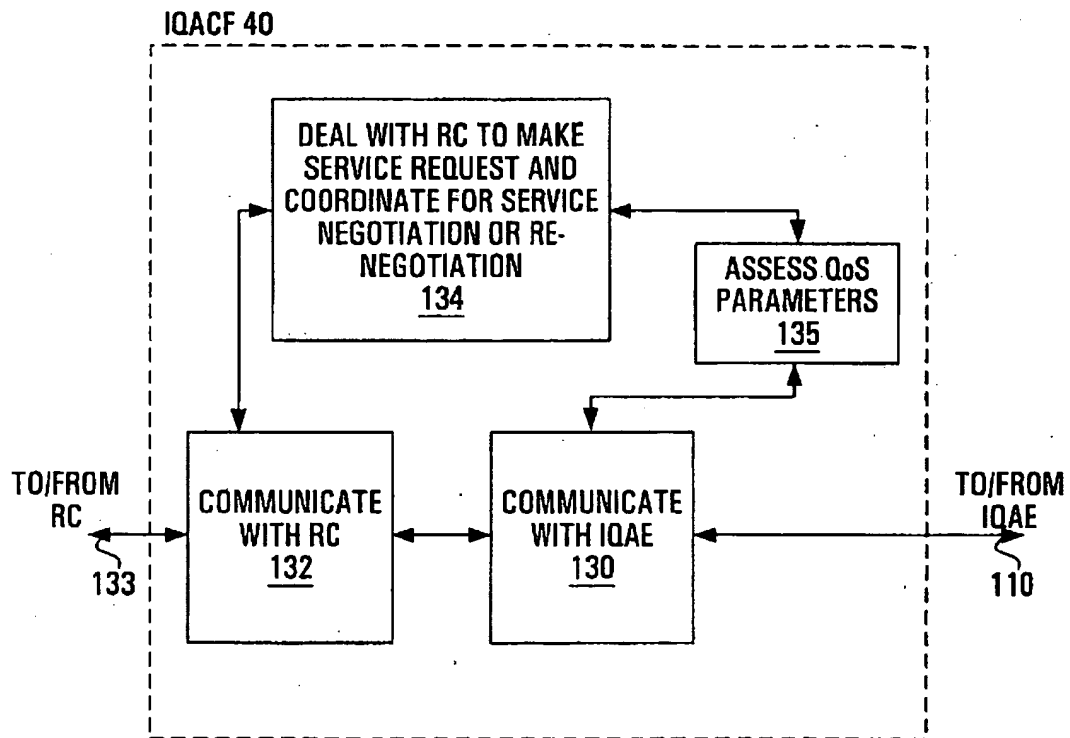 IQACF 40
DEAL WITH RC TO MAKE
SERVICE REQUEST AND
COORDINATE FOR SERVICE
NEGOTIATION OR RE-
NEGOTIATION
134
ASSESS QoS
PARAMETERS
135
TO/FROM
RC
133
COMMUNICATE
WITH RC
132
COMMUNICATE
WITH IQAE
130
TO/FROM
IQAE
110